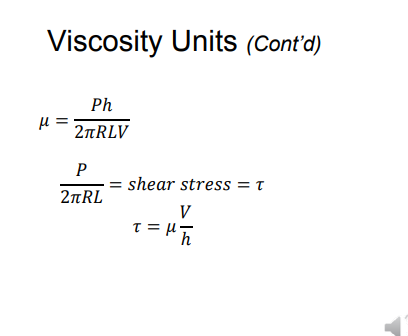 Viscosity Units (Cont'd)
μ = Ph / 2πRLV
P / 2πRL = shear stress = τ
τ = μ V / h